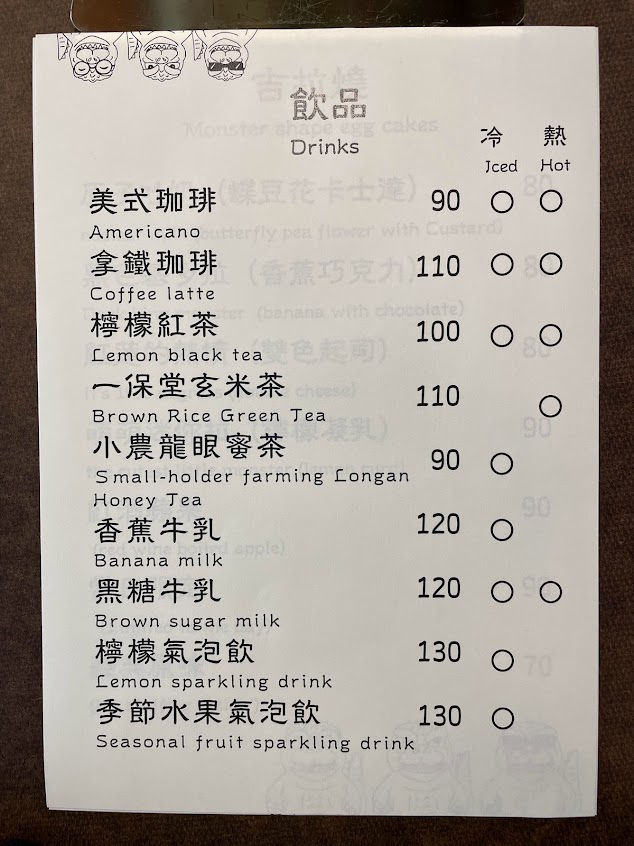 飲品
Drinks
冷 熱
Iced Hot
美式珈琲 90 ○ ○
Americano
拿鐵珈琲 110 ○ ○
Coffee latte
檸檬紅茶 100 ○ ○
Lemon black tea
一保堂玄米茶 110 ○
Brown Rice Green Tea
小農龍眼蜜茶 90 ○
Small-holder farming Longan
Honey Tea
香蕉牛乳 120 ○
Banana milk
黑糖牛乳 120 ○ ○
Brown sugar milk
檸檬氣泡飲 130 ○
Lemon sparkling drink
季節水果氣泡飲 130 ○
Seasonal fruit sparkling drink